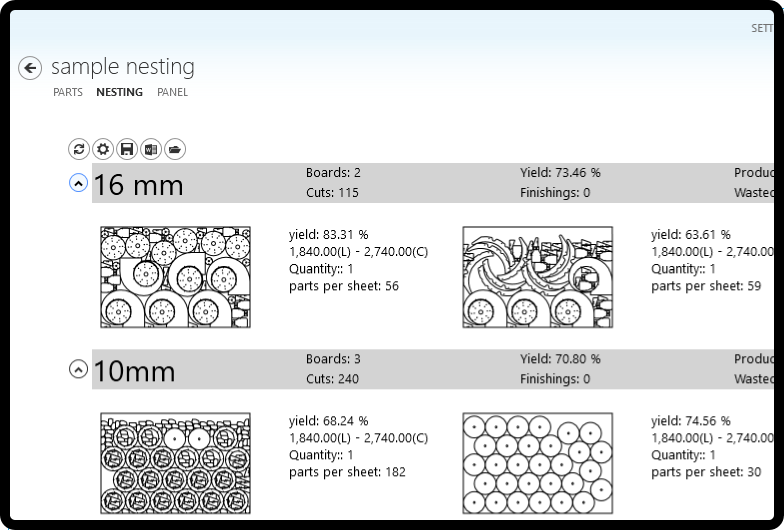 SETT
sample nesting
PARTS NESTING PANEL
16 mm
Boards: 2 Yield: 73.46 % Produc
Cuts: 115 Finishings: 0 Wasted
yield: 83.31 %
1,840.00(L) - 2,740.00(C)
Quantity:: 1
parts per sheet: 56
yield: 63.61 %
1,840.00(L) - 2,740.00
Quantity:: 1
parts per sheet: 59
10mm
Boards: 3 Yield: 70.80 % Produc
Cuts: 240 Finishings: 0 Wasted
yield: 68.24 %
1,840.00(L) - 2,740.00(C)
Quantity:: 1
parts per sheet: 182
yield: 74.56 %
1,840.00(L) - 2,740.00
Quantity:: 1
parts per sheet: 30